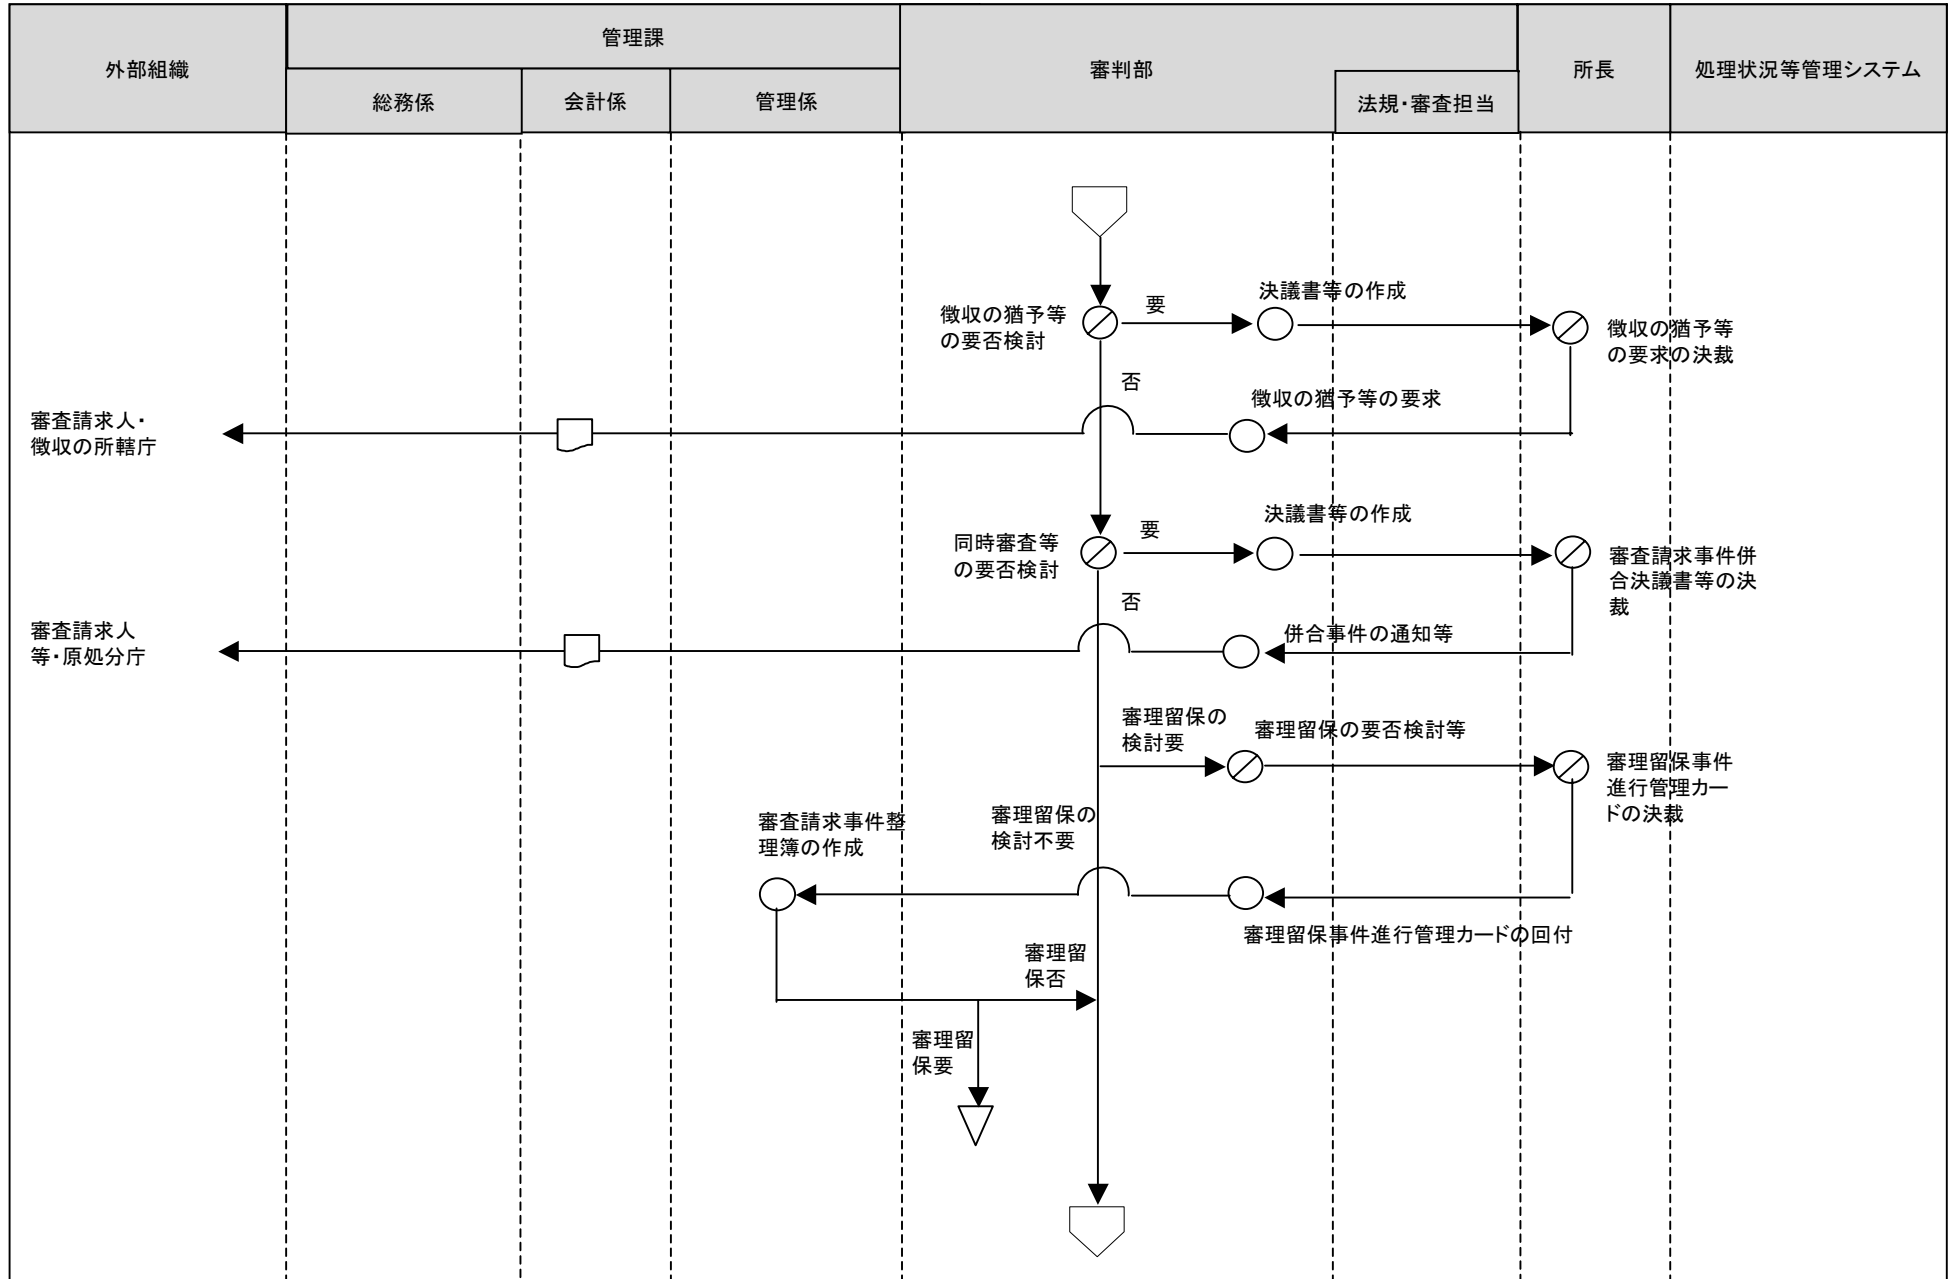 外部組織
管理課
総務係
会計係
管理係
審判部
法規・審査担当
所長
処理状況等管理システム
徴収の猶予等
の要否検討
要
決議書等の作成
徴収の猶予等
の要求の決裁
否
徴収の猶予等の要求
審査請求人・
徴収の所轄庁
同時審査等
の要否検討
要
決議書等の作成
審査請求事件併
合決議書等の決
裁
否
併合事件の通知等
審査請求人
等・原処分庁
審理留保の
検討要
審理留保の要否検討等
審理留保事件
進行管理カー
ドの決裁
審査請求事件整
理簿の作成
審理留保の
検討不要
審理留保事件進行管理カードの回付
審理留
保否
審理留
保要